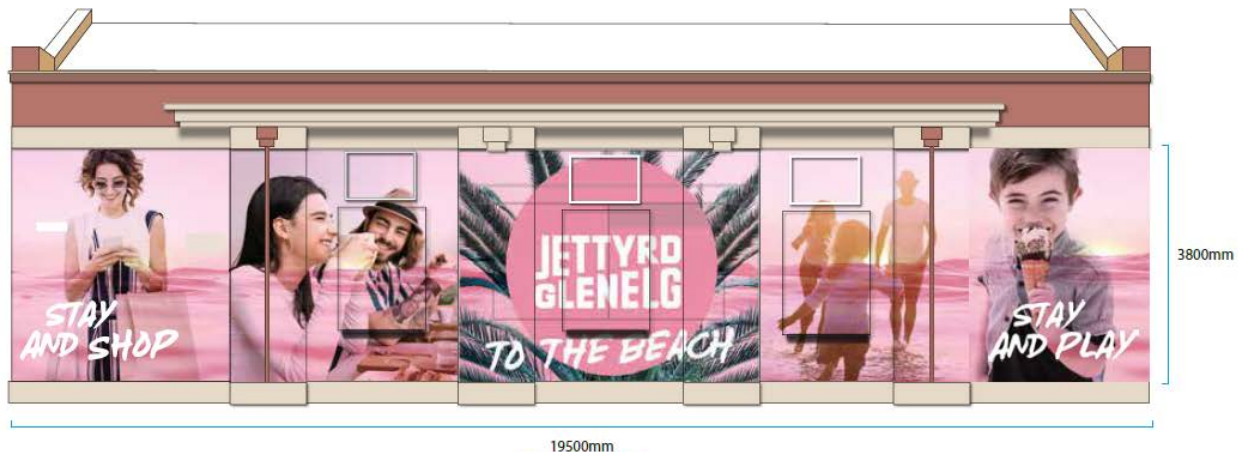 STAY
AND SHOP
JETTYRD
GLENELG
TO THE BEACH
STAY
AND PLAY
3800mm
19500mm